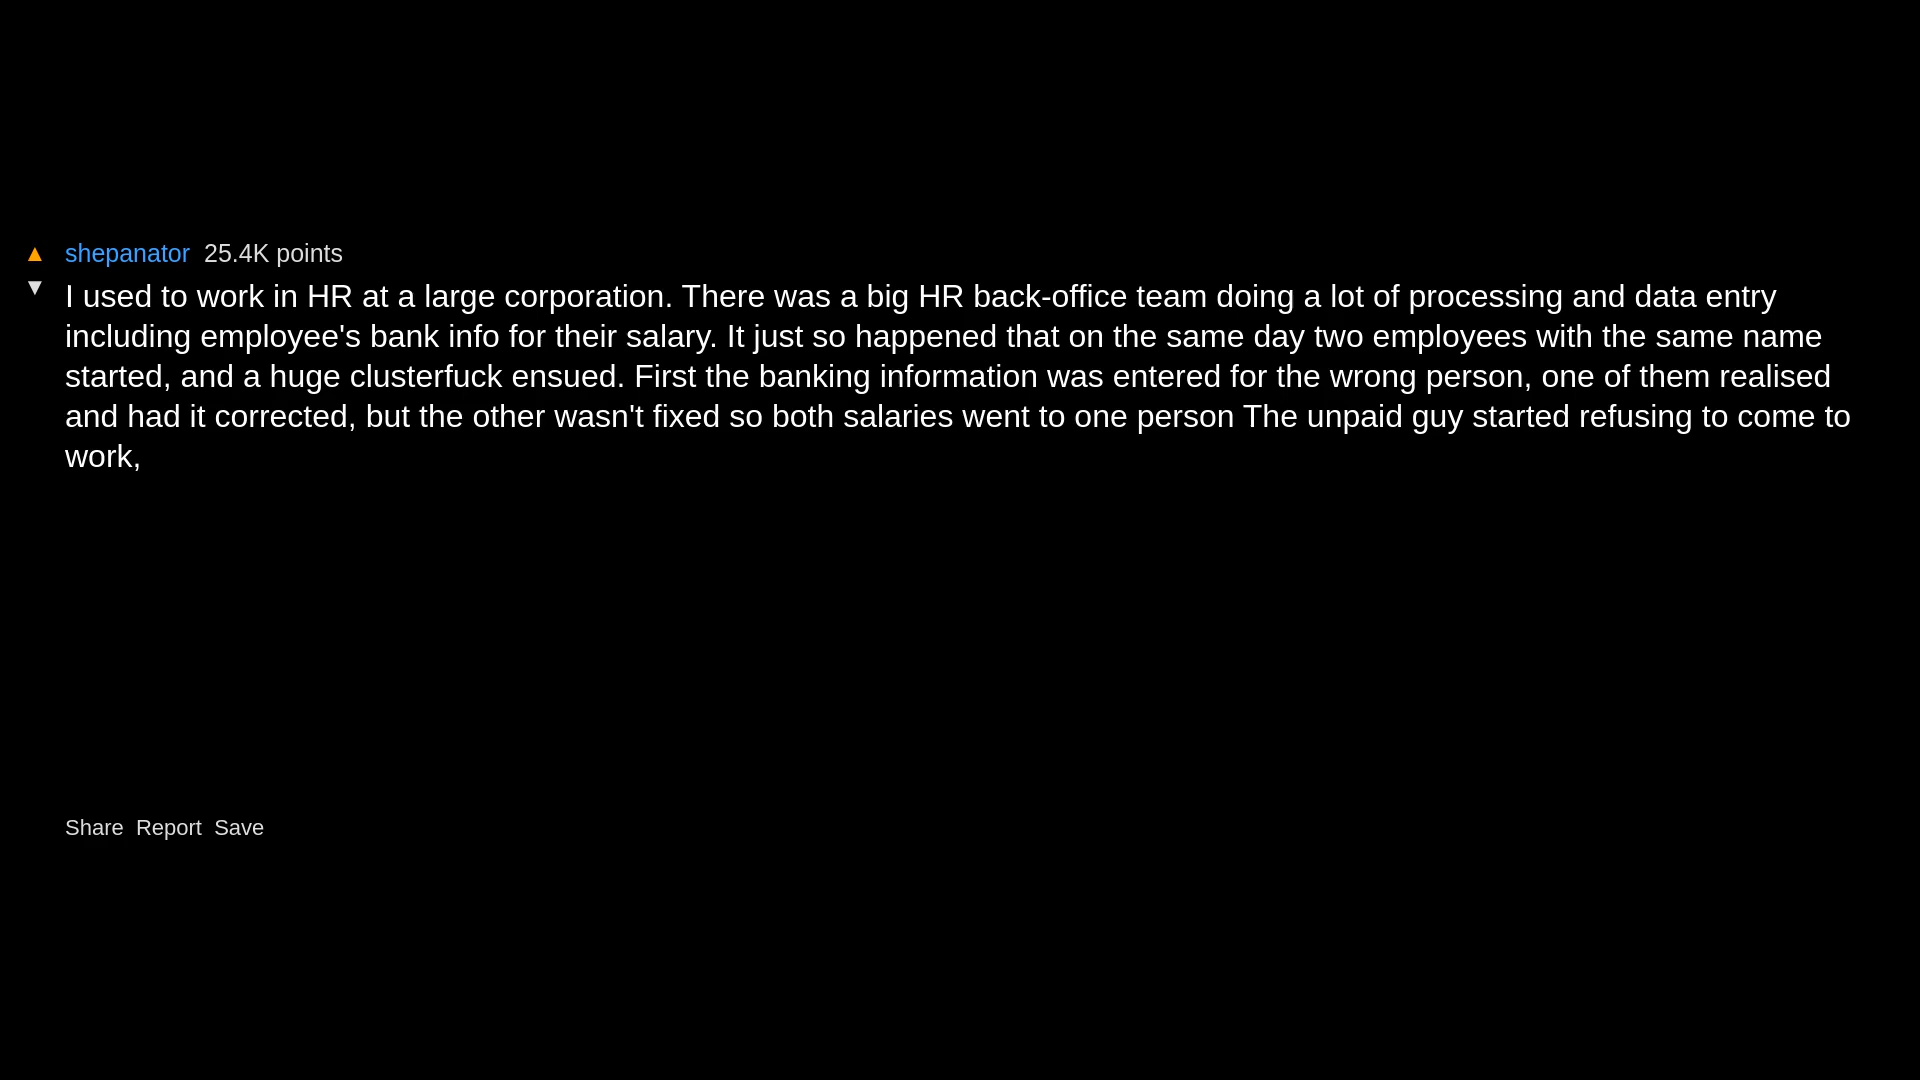 ▲ shepanator 25.4K points
▼
I used to work in HR at a large corporation. There was a big HR back-office team doing a lot of processing and data entry
including employee's bank info for their salary. It just so happened that on the same day two employees with the same name
started, and a huge clusterfuck ensued. First the banking information was entered for the wrong person, one of them realised
and had it corrected, but the other wasn't fixed so both salaries went to one person The unpaid guy started refusing to come to
work,
Share Report Save